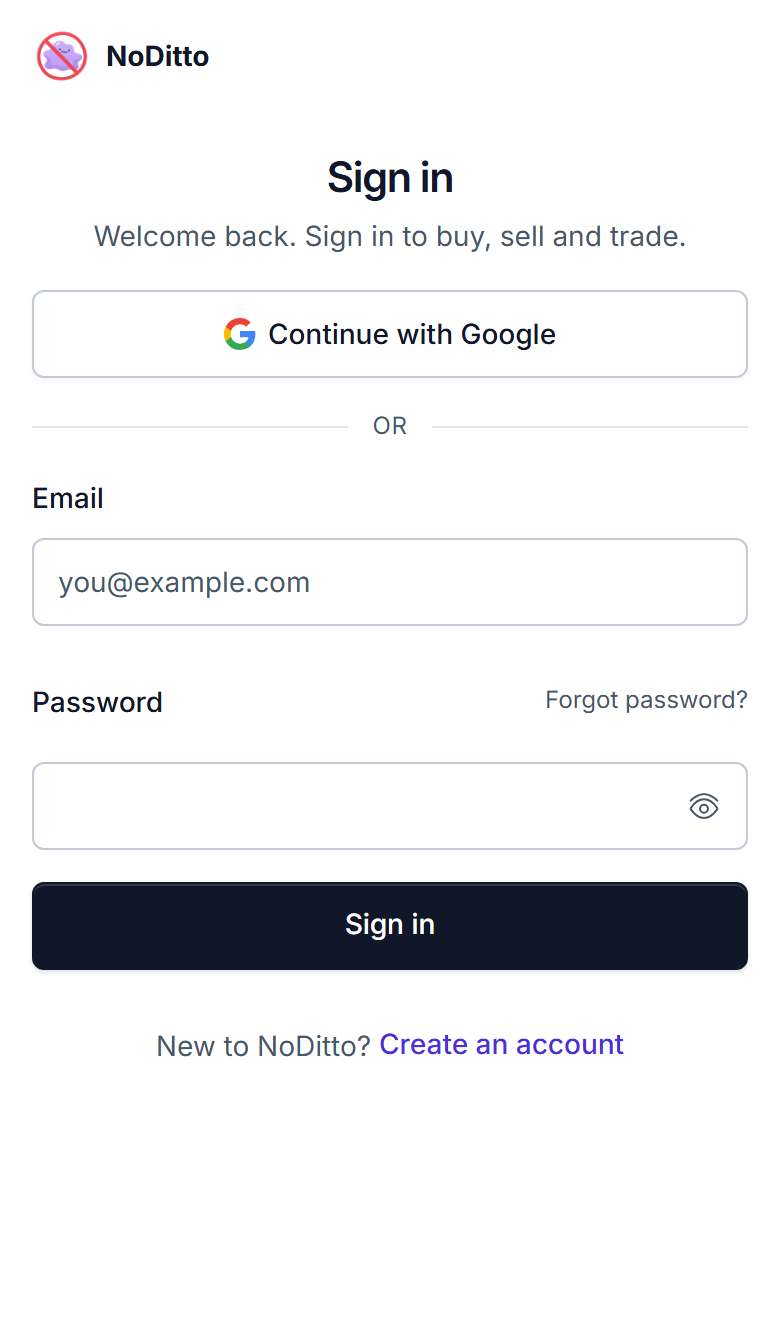 NoDitto
Sign in
Welcome back. Sign in to buy, sell and trade.
Continue with Google
OR
Email
you@example.com
Password
Forgot password?
Sign in
New to NoDitto? Create an account